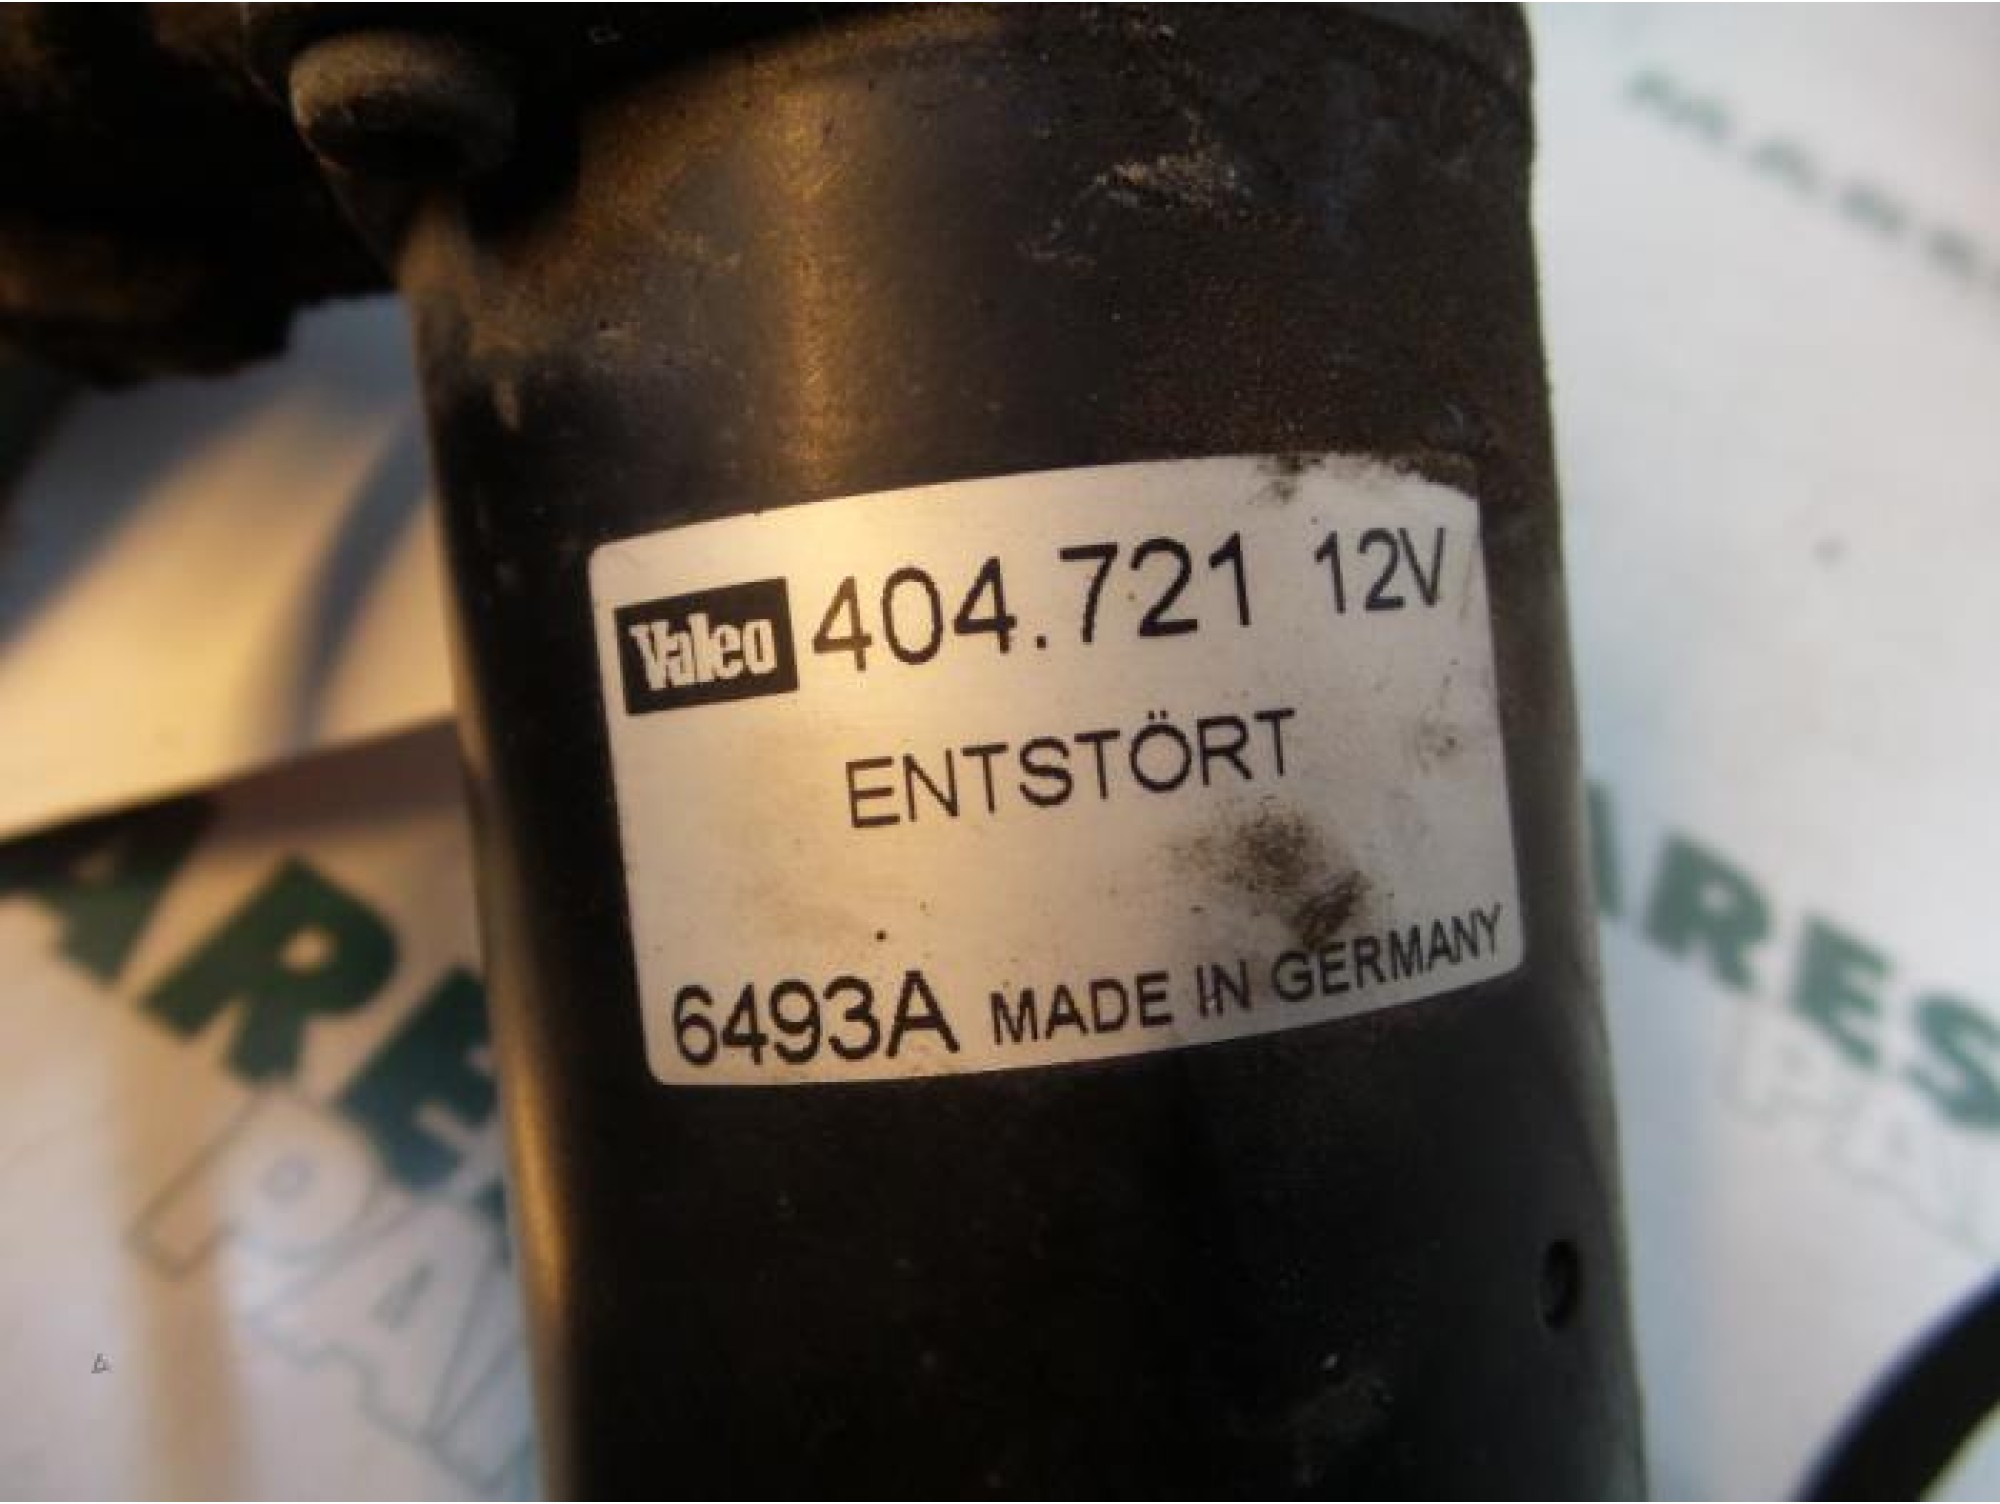 Valeo 404.721 12V
ENTSTÖRT
6493A MADE IN GERMANY